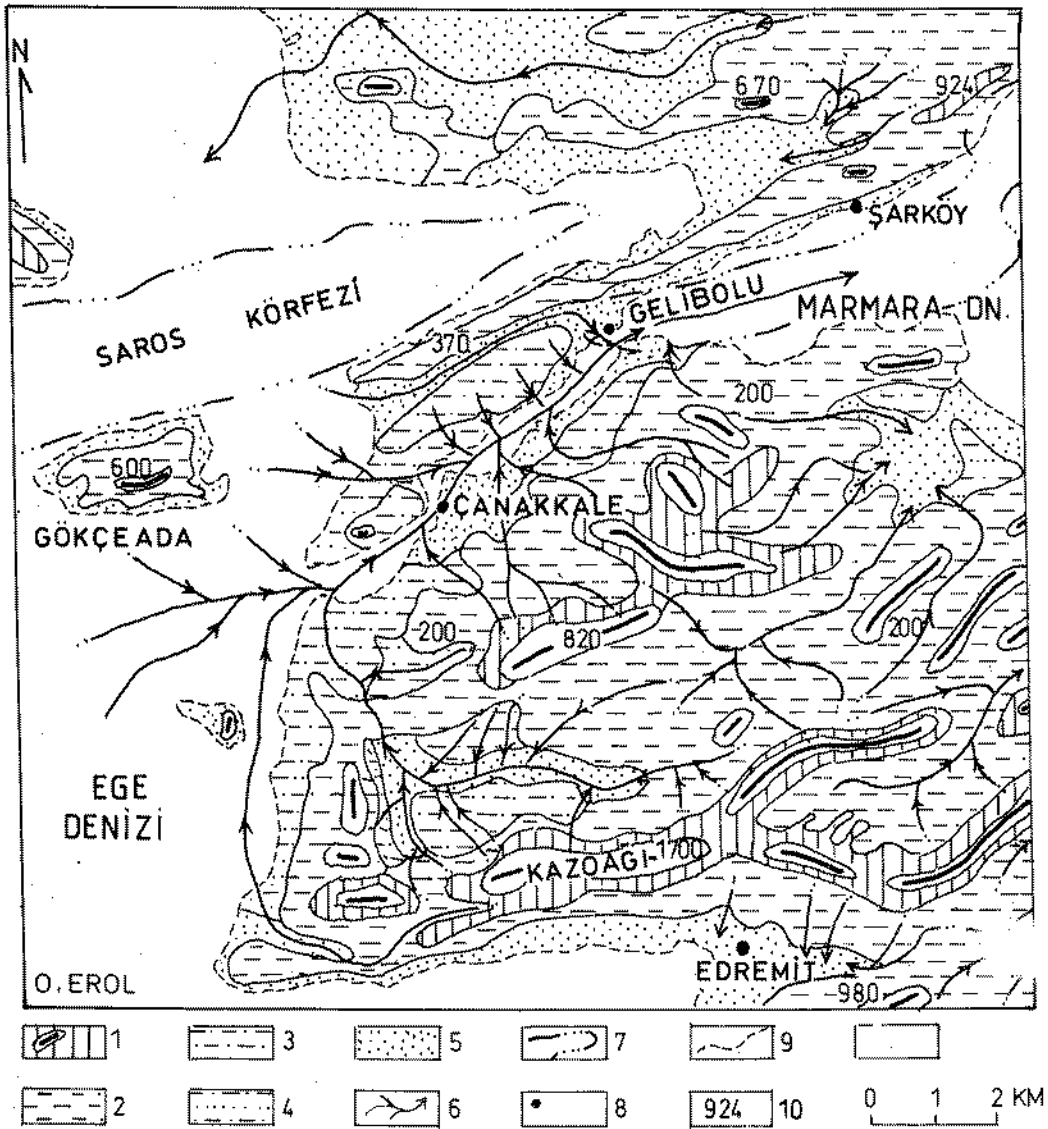 N
670
924
ŞARKÖY
SAROS KÖRFEZİ
GELİBOLU
MARMARA DN.
370
200
600
GÖKÇEADA
ÇANAKKALE
200
820
200
EGE
DENİZİ
KAZDAĞI-1700
EDREMİT
980
O. EROL
1 3 5 7 9
2 4 6 8 924 10 0 1 2 KM